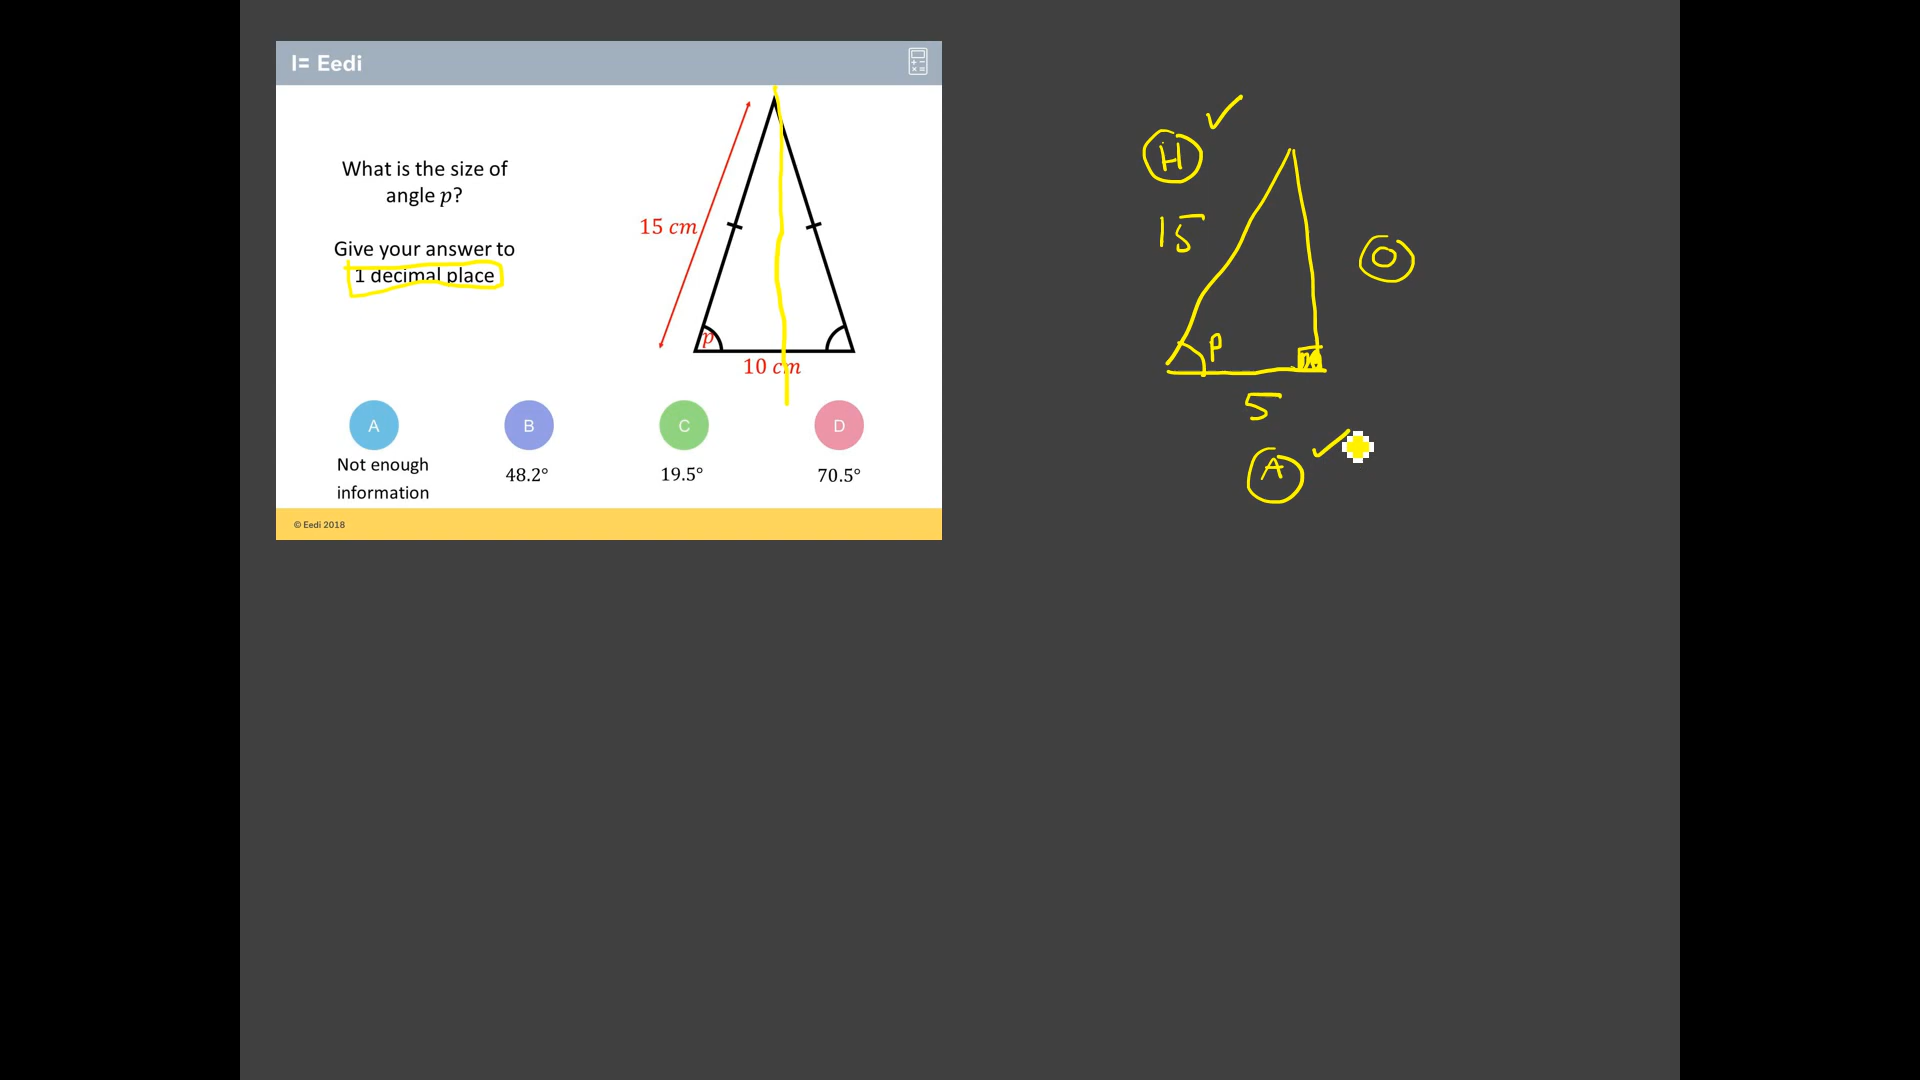 Eedi
What is the size of
angle p?
Give your answer to
1 decimal place
15 cm
p
10 cm
A
B
C
D
Not enough
information
48.2°
19.5°
70.5°
© Eedi 2018
H
15
O
P
5
A